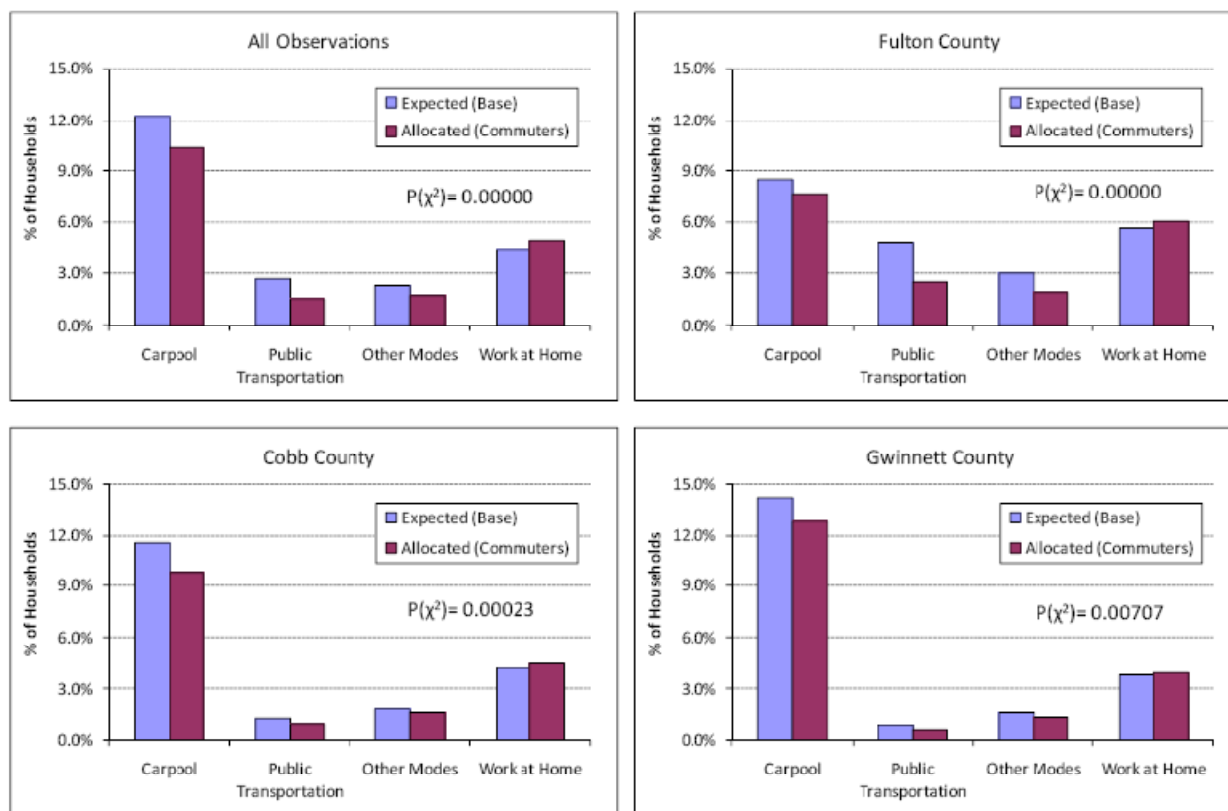 All Observations
15.0%
12.0%
9.0%
6.0%
3.0%
0.0%
% of Households
Expected (Base)
Allocated (Commuters)
P(χ²)= 0.00000
Carpool
Public
Transportation
Other Modes
Work at Home
Fulton County
15.0%
12.0%
9.0%
6.0%
3.0%
0.0%
% of Households
Expected (Base)
Allocated (Commuters)
P(χ²)= 0.00000
Carpool
Public
Transportation
Other Modes
Work at Home
Cobb County
15.0%
12.0%
9.0%
6.0%
3.0%
0.0%
% of Households
Expected (Base)
Allocated (Commuters)
P(χ²)= 0.00023
Carpool
Public
Transportation
Other Modes
Work at Home
Gwinnett County
15.0%
12.0%
9.0%
6.0%
3.0%
0.0%
% of Households
Expected (Base)
Allocated (Commuters)
P(χ²)= 0.00707
Carpool
Public
Transportation
Other Modes
Work at Home